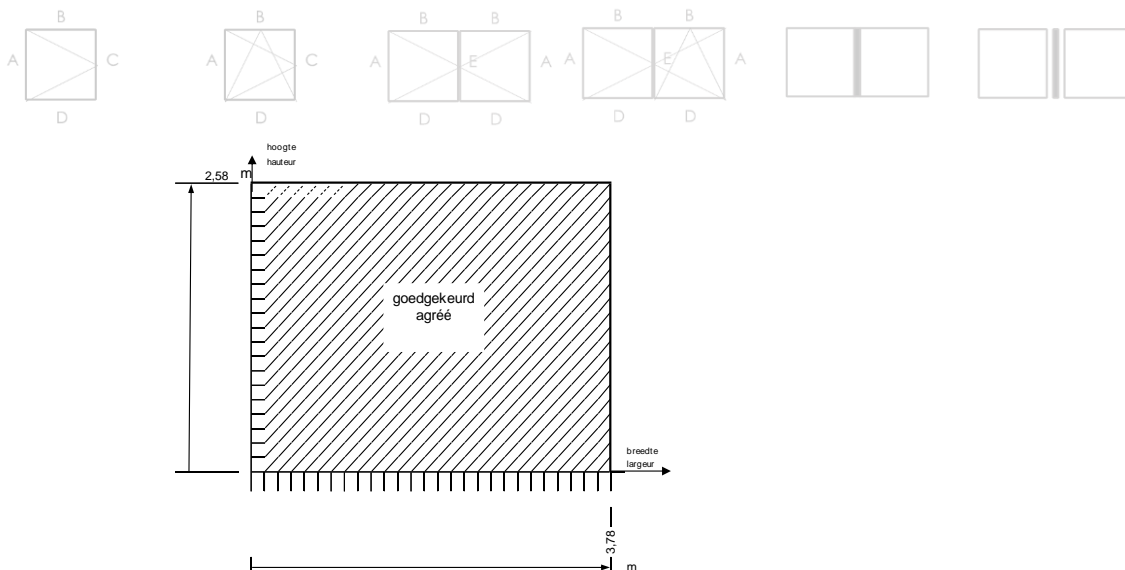 B B B B B B
A C A C A E A A E A
D D D D D D
hoogte
hauteur
2,58 m
goedgekeurd
agréé
breedte
largeur
3,78
m